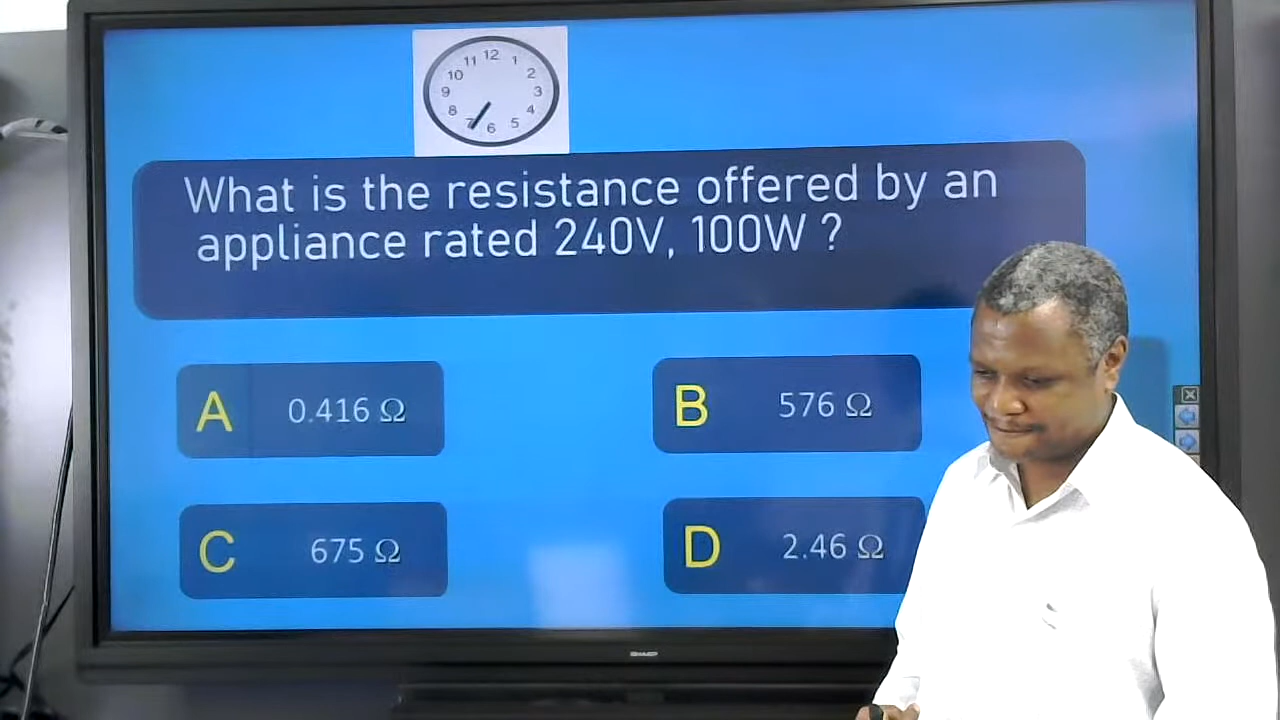 11 12 1
10 2
9 3
8 4
7 6 5
What is the resistance offered by an
appliance rated 240V, 100W ?
A 0.416 Ω
B 576 Ω
C 675 Ω
D 2.46 Ω
SHARP